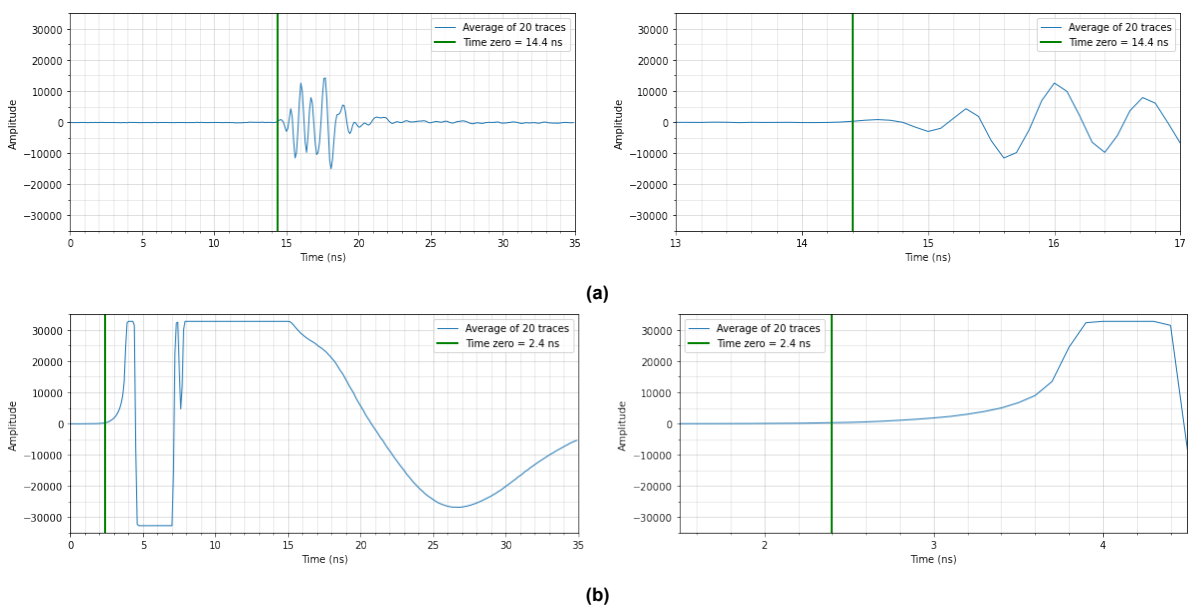 Average of 20 traces
Time zero = 14.4 ns
30000
20000
10000
0
−10000
−20000
−30000
Amplitude
0 5 10 15 20 25 30 35
Time (ns)
Average of 20 traces
Time zero = 14.4 ns
30000
20000
10000
0
−10000
−20000
−30000
Amplitude
13 14 15 16 17
Time (ns)
(a)
Average of 20 traces
Time zero = 2.4 ns
30000
20000
10000
0
−10000
−20000
−30000
Amplitude
0 5 10 15 20 25 30 35
Time (ns)
Average of 20 traces
Time zero = 2.4 ns
30000
20000
10000
0
−10000
−20000
−30000
Amplitude
2 3 4
Time (ns)
(b)